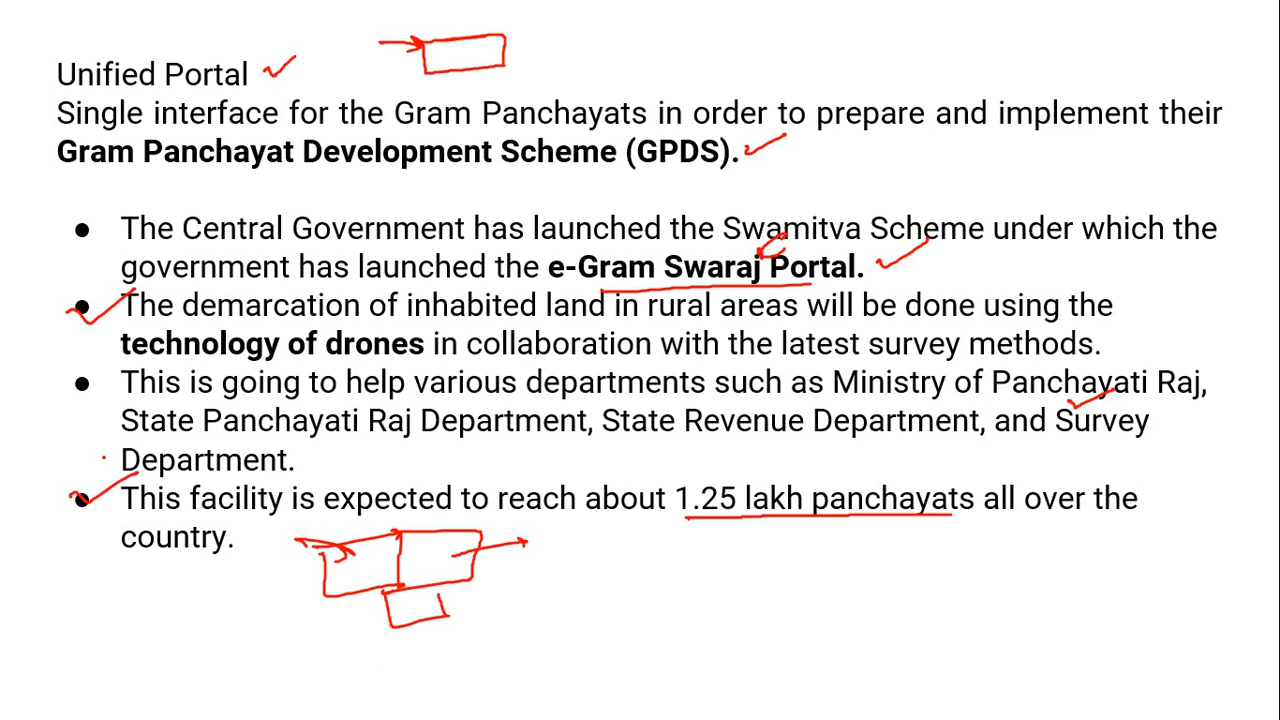 Unified Portal
Single interface for the Gram Panchayats in order to prepare and implement their
Gram Panchayat Development Scheme (GPDS).
● The Central Government has launched the Swamitva Scheme under which the
government has launched the e-Gram Swaraj Portal.
● The demarcation of inhabited land in rural areas will be done using the
technology of drones in collaboration with the latest survey methods.
● This is going to help various departments such as Ministry of Panchayati Raj,
State Panchayati Raj Department, State Revenue Department, and Survey
Department.
● This facility is expected to reach about 1.25 lakh panchayats all over the
country.